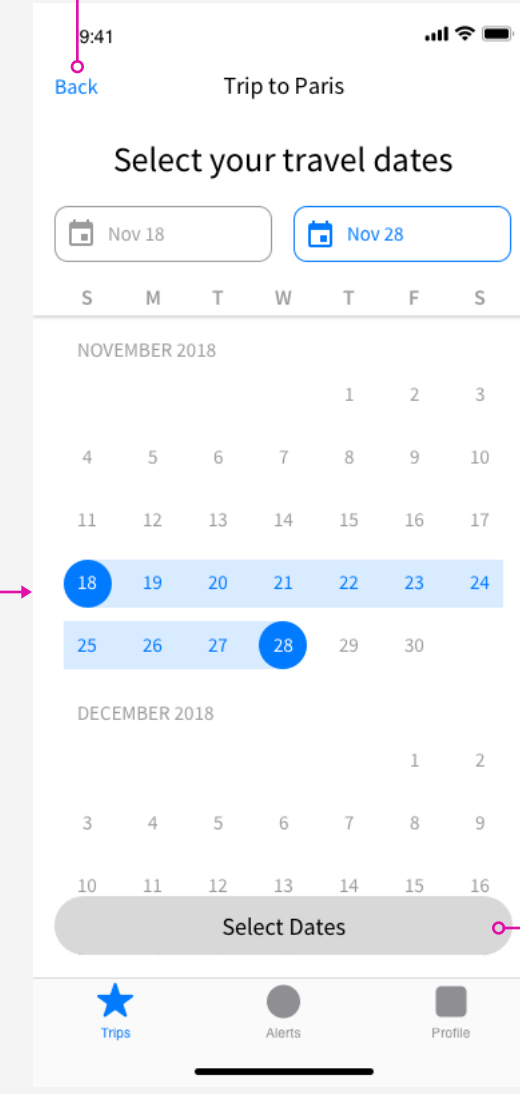 9:41
Back Trip to Paris
Select your travel dates
Nov 18 Nov 28
S M T W T F S
NOVEMBER 2018
1 2 3
4 5 6 7 8 9 10
11 12 13 14 15 16 17
18 19 20 21 22 23 24
25 26 27 28 29 30
DECEMBER 2018
1 2
3 4 5 6 7 8 9
10 11 12 13 14 15 16
Select Dates
Trips Alerts Profile